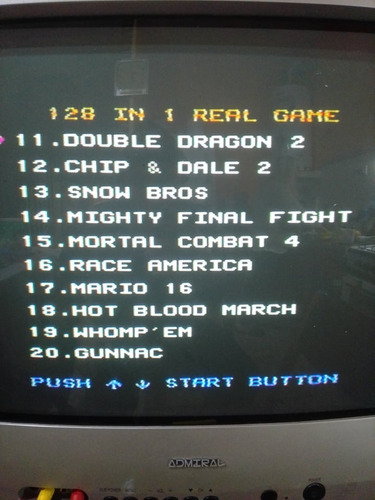 128 IN 1 REAL GAME
11.DOUBLE DRAGON 2
12.CHIP & DALE 2
13.SNOW BROS
14.MIGHTY FINAL FIGHT
15.MORTAL COMBAT 4
16.RACE AMERICA
17.MARIO 16
18.HOT BLOOD MARCH
19.WHOMP'EM
20.GUNNAC
PUSH ↑ ↓ START BUTTON
ADMIRAL